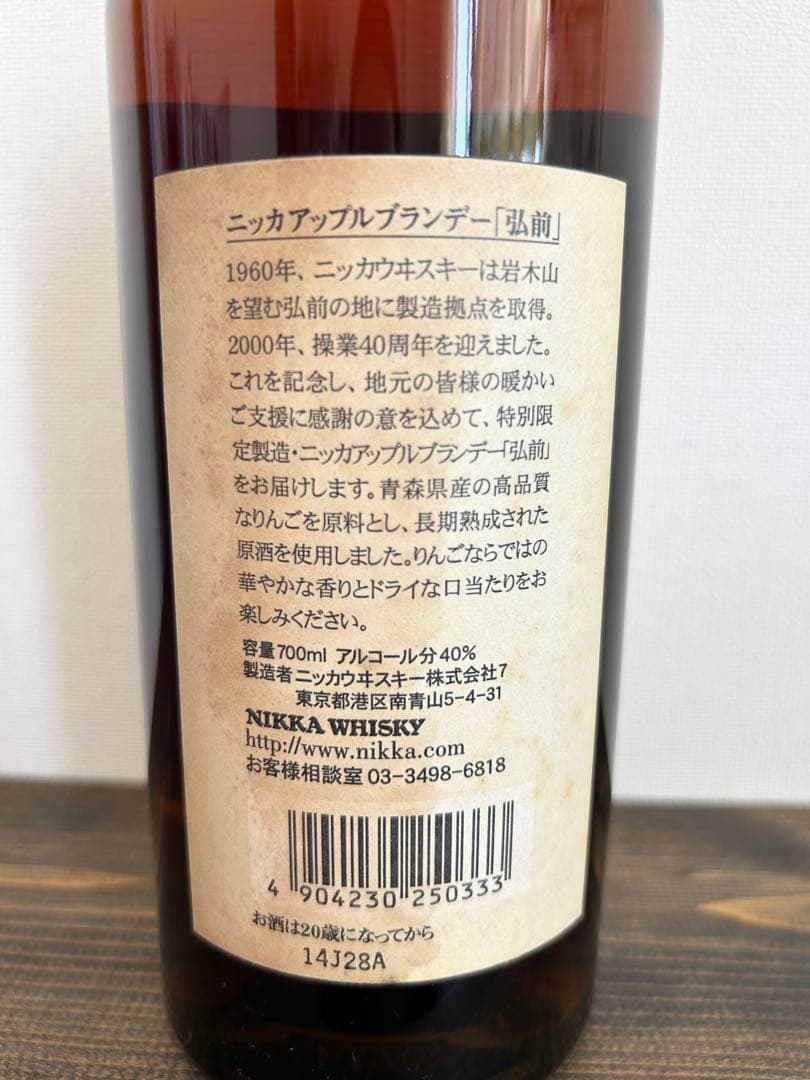 ニッカアップルブランデー「弘前」
1960年、ニッカウヰスキーは岩木山
を望む弘前の地に製造拠点を取得。
2000年、操業40周年を迎えました。
これを記念し、地元の皆様の暖かい
ご支援に感謝の意を込めて、特別限
定製造・ニッカアップルブランデー「弘前」
をお届けします。青森県産の高品質
なりんごを原料とし、長期熟成された
原酒を使用しました。りんごならではの
華やかな香りとドライな口当たりをお
楽しみください。
容量700ml アルコール分40%
製造者ニッカウヰスキー株式会社7
東京都港区南青山5-4-31
NIKKA WHISKY
http://www.nikka.com
お客様相談室 03-3498-6818
4 904230 250333
お酒は20歳になってから
14J28A